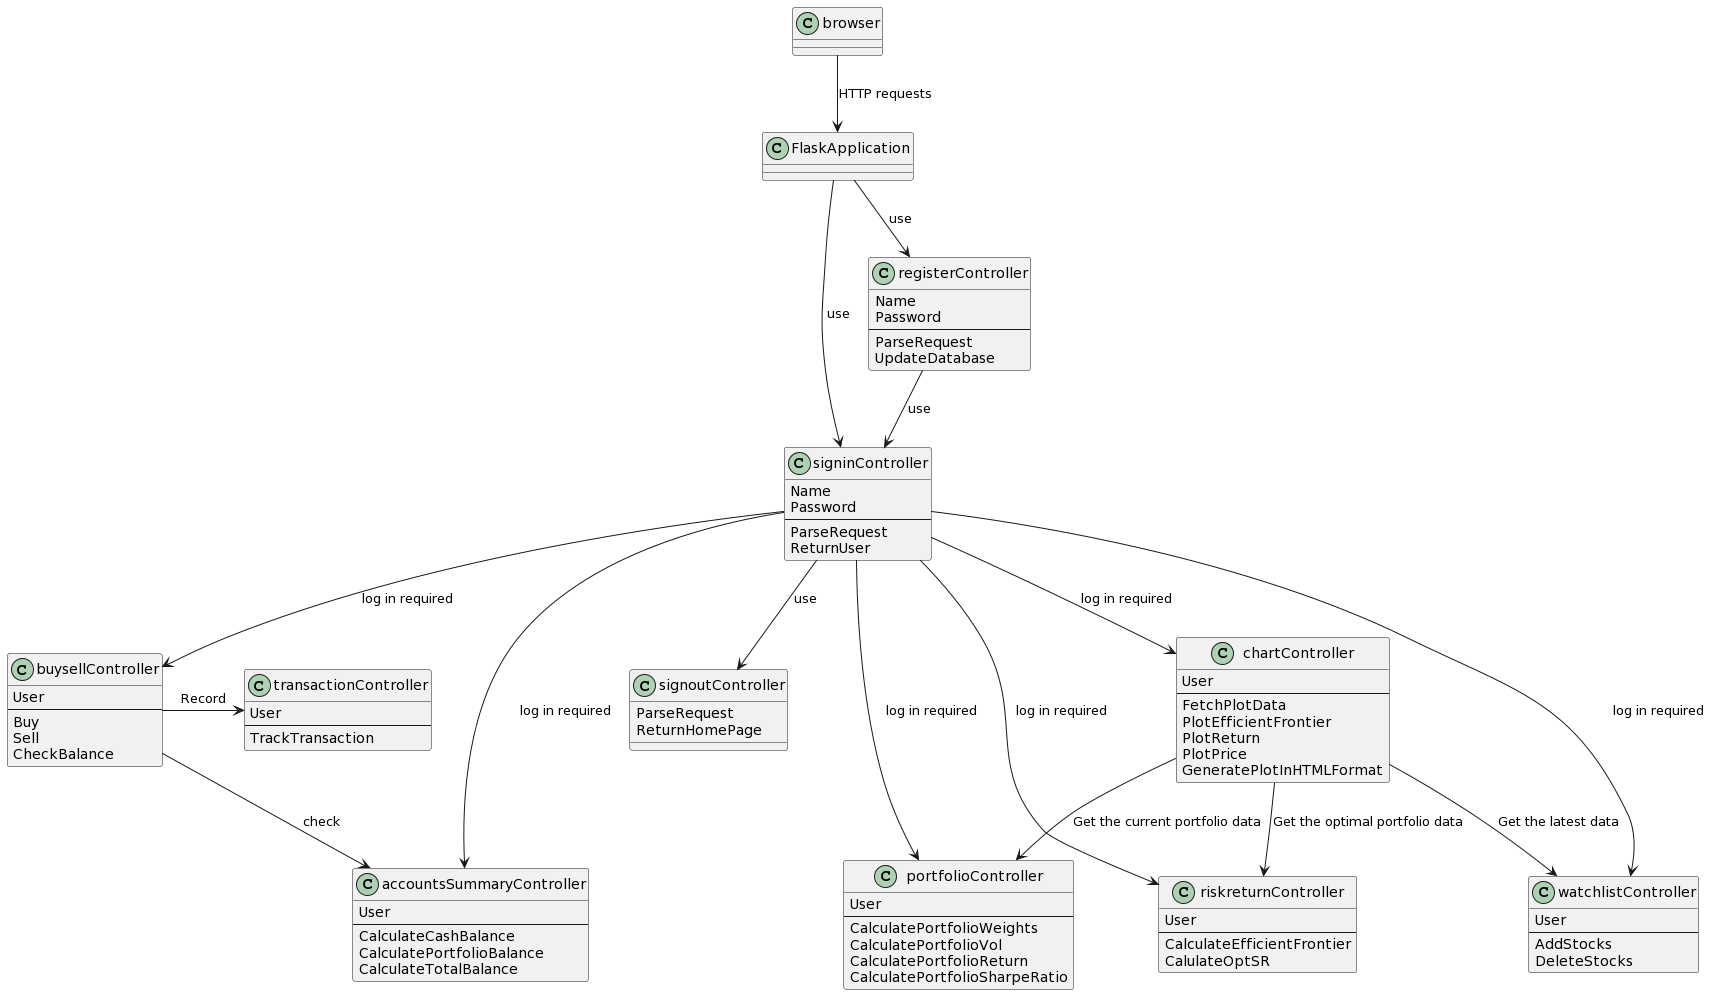 C browser
HTTP requests
C FlaskApplication
use
C registerController
Name
Password
ParseRequest
UpdateDatabase
use
use
C signinController
Name
Password
ParseRequest
ReturnUser
log in required
use
log in required
C buysellController
User
Buy
Sell
CheckBalance
Record
C transactionController
User
TrackTransaction
C signoutController
ParseRequest
ReturnHomePage
C chartController
User
FetchPlotData
PlotEfficientFrontier
PlotReturn
PlotPrice
GeneratePlotInHTMLFormat
log in required
log in required
log in required
log in required
check
Get the current portfolio data
Get the optimal portfolio data
Get the latest data
C accountsSummaryController
User
CalculateCashBalance
CalculatePortfolioBalance
CalculateTotalBalance
C portfolioController
User
CalculatePortfolioWeights
CalculatePortfolioVol
CalculatePortfolioReturn
CalculatePortfolioSharpeRatio
C riskreturnController
User
CalculateEfficientFrontier
CalulateOptSR
C watchlistController
User
AddStocks
DeleteStocks